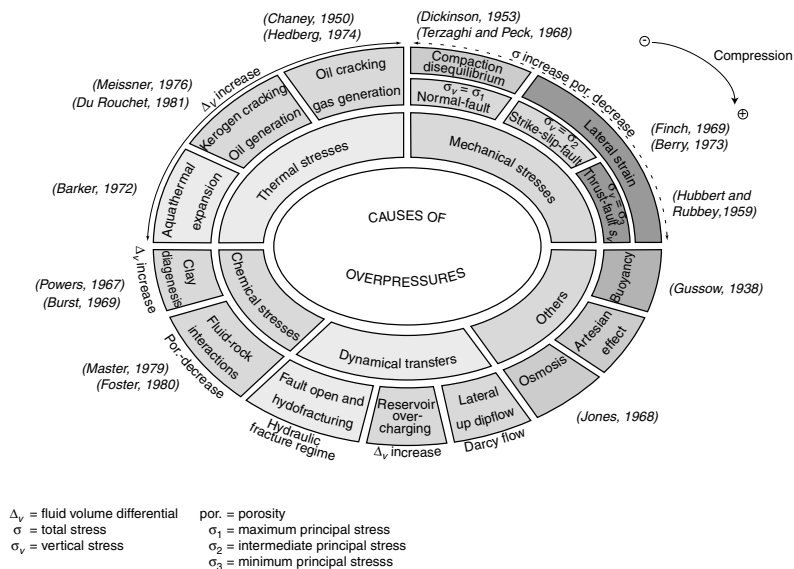 (Chaney, 1950)
(Hedberg, 1974)
(Dickinson, 1953)
(Terzaghi and Peck, 1968)
(Meissner, 1976)
(Du Rouchet, 1981)
Δv increase
σ increase por. decrease
⊖
Compression
⊕
Oil cracking
gas generation
Compaction
disequilibrium
σv = σ1
Normal-fault
Kerogen cracking
Oil generation
σv = σ2
Strike-slip-fault
Lateral strain
(Finch, 1969)
(Berry, 1973)
Thermal stresses
Mechanical stresses
(Barker, 1972)
Aquathermal
expansion
σv = σ3
Thrust-fault sv
(Hubbert and
Rubbey,1959)
CAUSES OF
OVERPRESSURES
Δv increase
(Powers, 1967)
(Burst, 1969)
Clay
diagenesis
Chemical stresses
Others
Buoyancy
(Gussow, 1938)
Fluid-rock
interactions
Por.-decrease
(Master, 1979)
(Foster, 1980)
Dynamical transfers
Artesian
effect
Osmosis
(Jones, 1968)
Fault open and
hydofracturing
Hydraulic
fracture regime
Reservoir
over-
charging
Δv increase
Lateral
up dipflow
Darcy flow
Δv = fluid volume differential
σ = total stress
σv = vertical stress
por. = porosity
σ1 = maximum principal stress
σ2 = intermediate principal stress
σ3 = minimum principal stresss